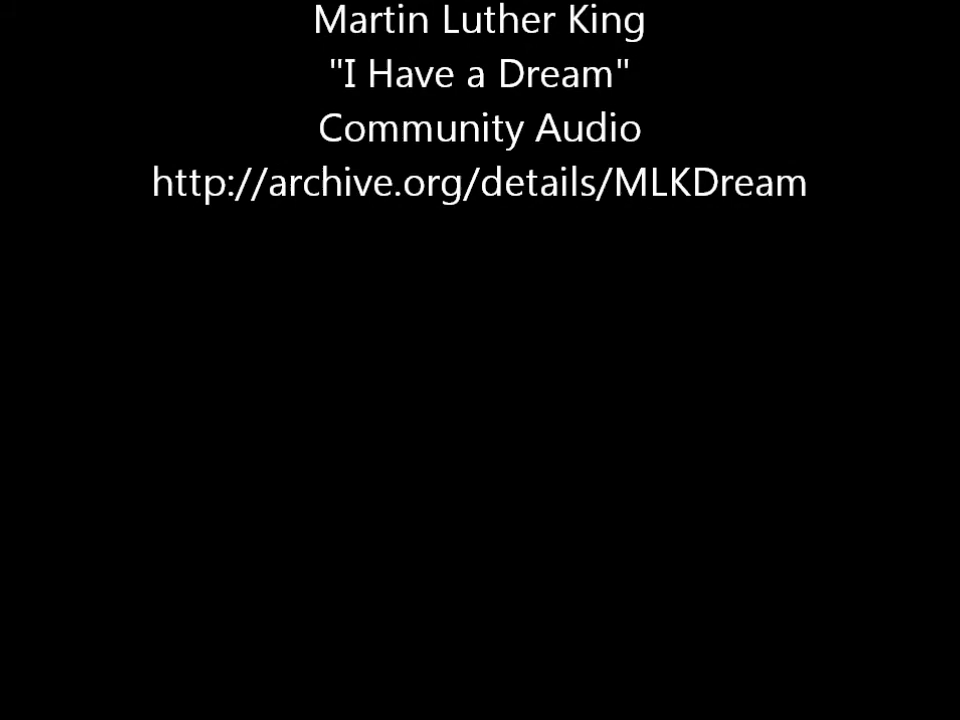 Martin Luther King
"I Have a Dream"
Community Audio
http://archive.org/details/MLKDream